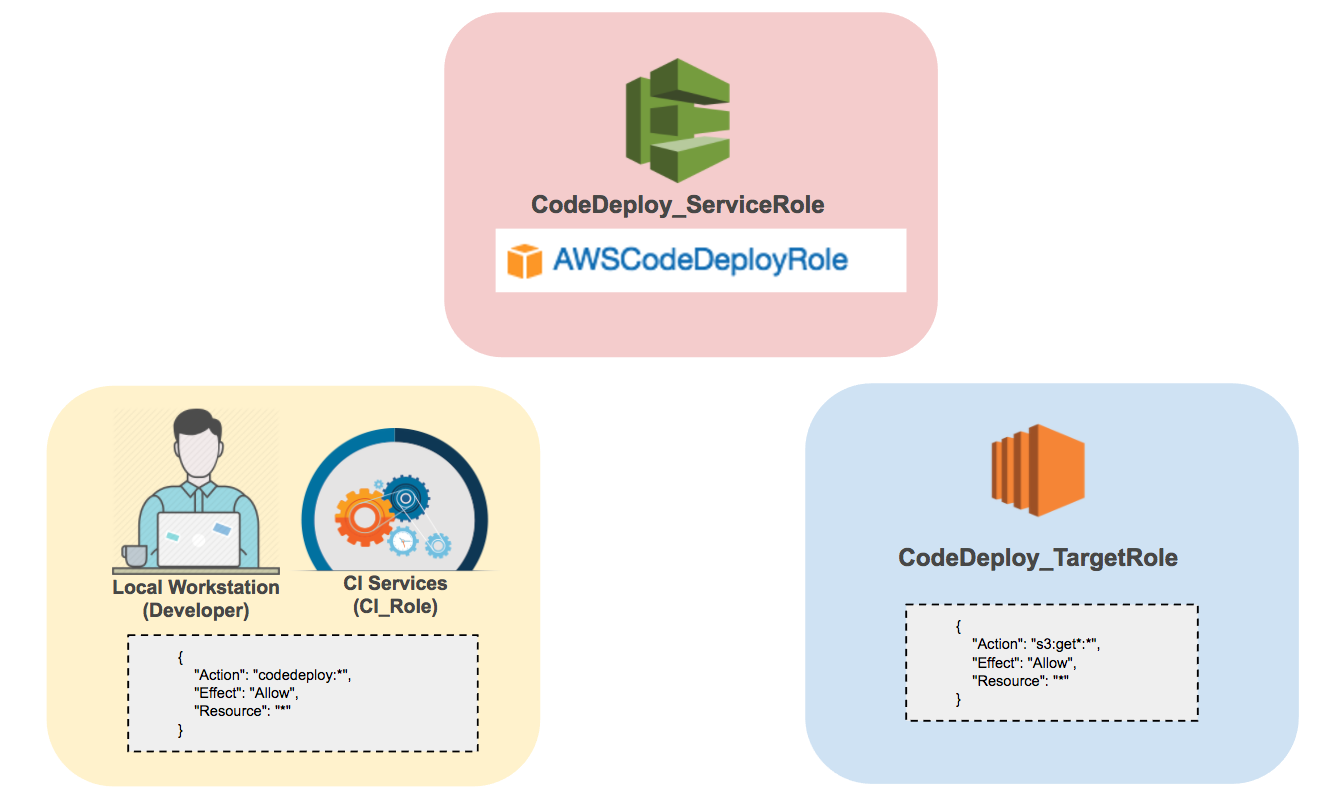 CodeDeploy_ServiceRole
AWSCodeDeployRole
Local Workstation
(Developer)
CI Services
(CI_Role)
{
"Action": "codedeploy:*",
"Effect": "Allow",
"Resource": "*"
}
CodeDeploy_TargetRole
{
"Action": "s3:get*:*",
"Effect": "Allow",
"Resource": "*"
}